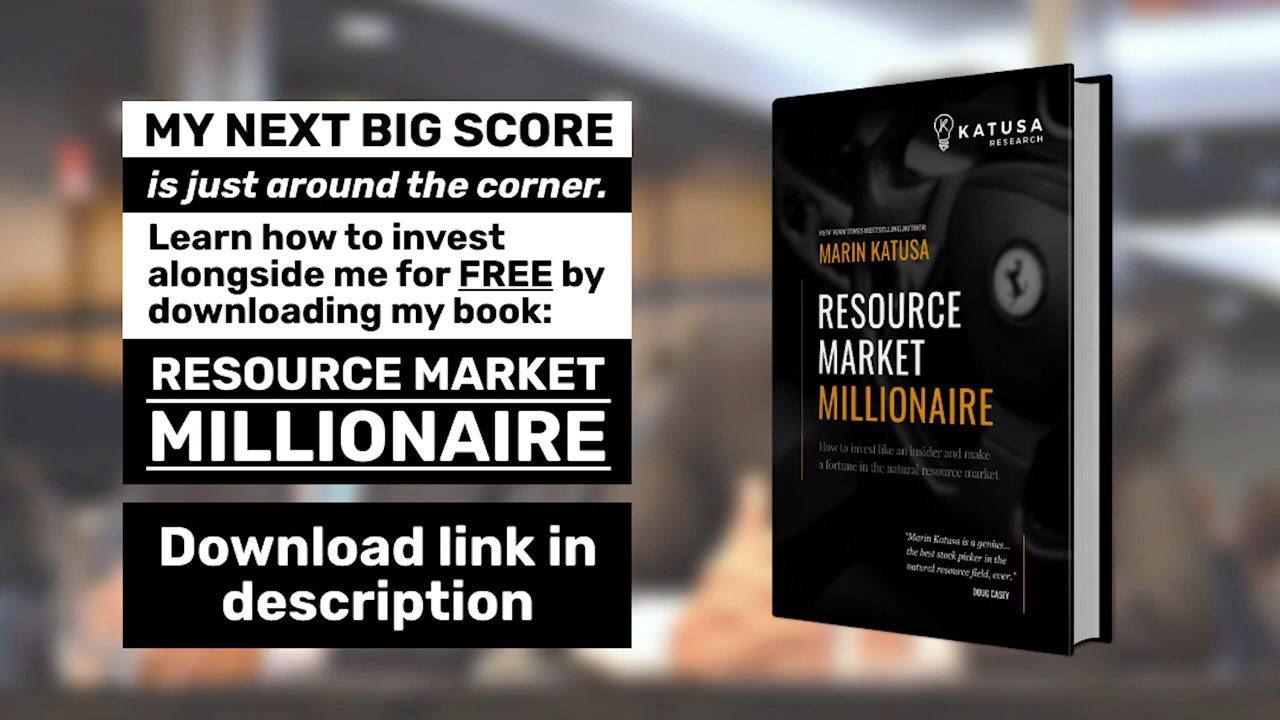 MY NEXT BIG SCORE
is just around the corner.
Learn how to invest
alongside me for FREE by
downloading my book:
RESOURCE MARKET
MILLIONAIRE
Download link in
description
KATUSA
RESEARCH
NEW YORK TIMES BESTSELLING AUTHOR
MARIN KATUSA
RESOURCE
MARKET
MILLIONAIRE
How to invest like an insider and make
a fortune in the natural resource market
"Marin Katusa is a genius...
the best stock picker in the
natural resource field, ever."
DOUG CASEY